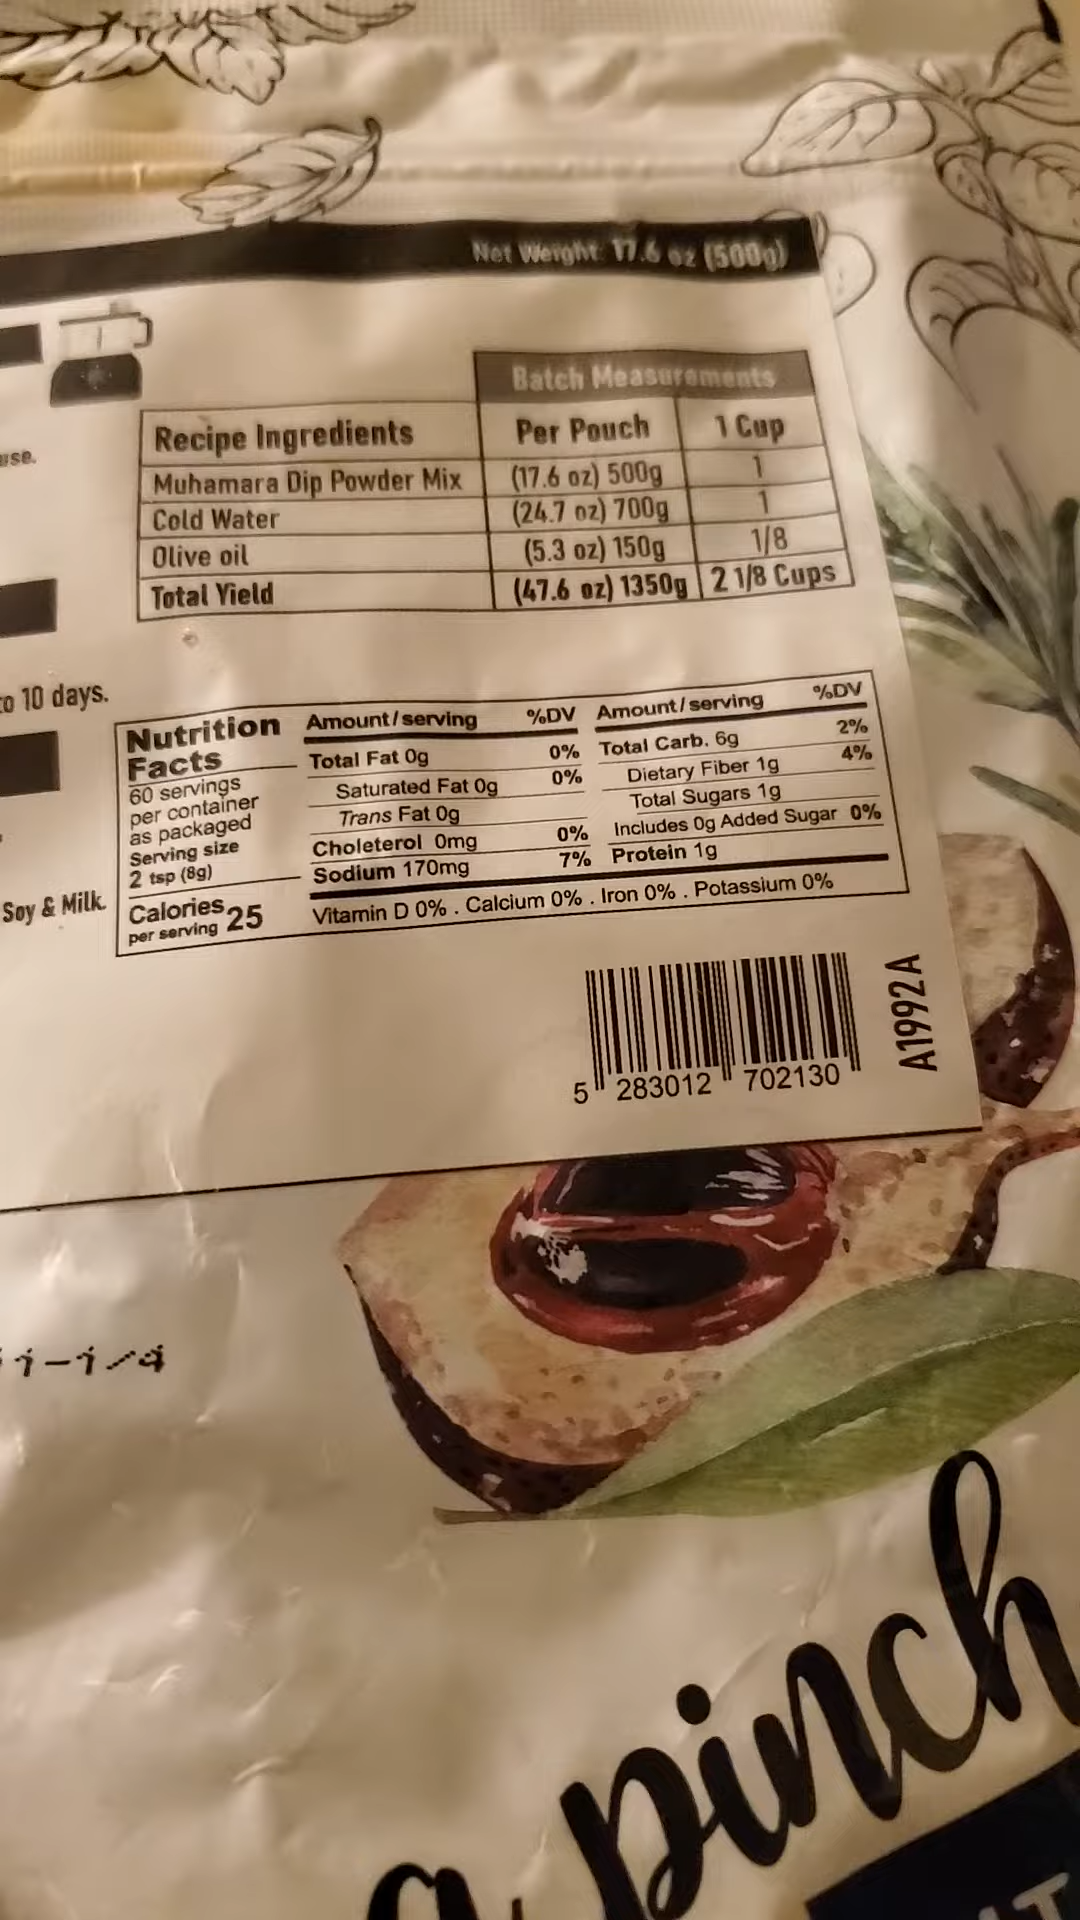 Net Weight: 17.6 oz (500g)
Batch Measurements
Recipe Ingredients Per Pouch 1 Cup
Muhamara Dip Powder Mix (17.6 oz) 500g 1
Cold Water (24.7 oz) 700g 1
Olive oil (5.3 oz) 150g 1/8
Total Yield (47.6 oz) 1350g 2 1/8 Cups
10 days.
Soy & Milk.
Nutrition
Facts
60 servings
per container
as packaged
Serving size
2 tsp (8g)
Calories 25
per serving
Amount/serving %DV
Total Fat 0g 0%
Saturated Fat 0g 0%
Trans Fat 0g
Choleterol 0mg 0%
Sodium 170mg 7%
Amount/serving %DV
Total Carb. 6g 2%
Dietary Fiber 1g 4%
Total Sugars 1g
Includes 0g Added Sugar 0%
Protein 1g
Vitamin D 0% . Calcium 0% . Iron 0% . Potassium 0%
5 283012 702130
A1992A
a pinch